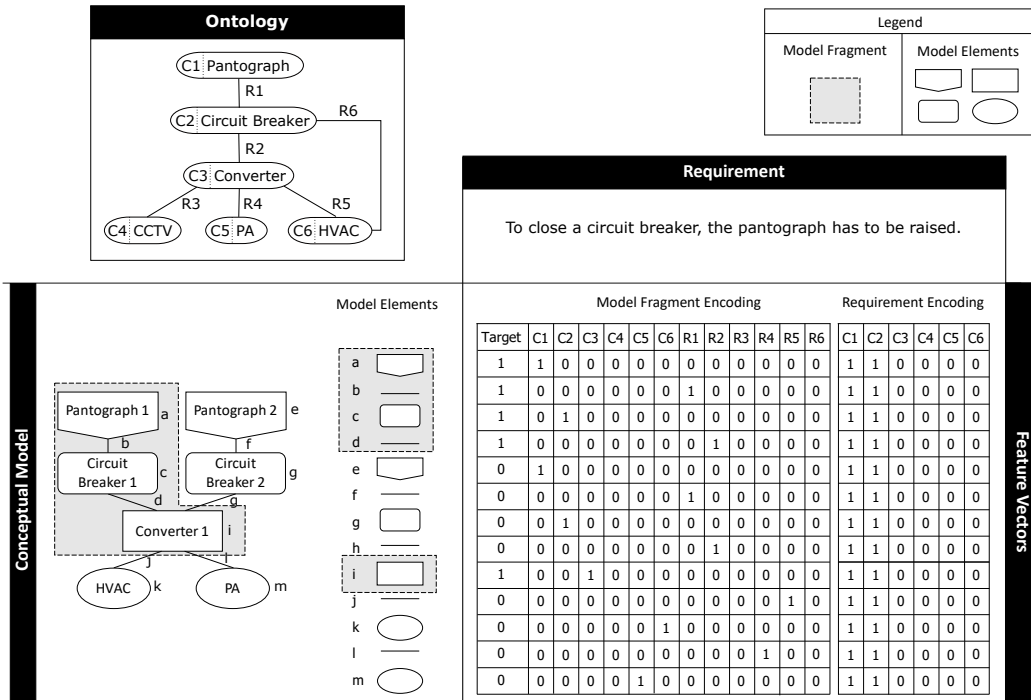 Ontology
C1 Pantograph
R1
C2 Circuit Breaker
R6
R2
C3 Converter
R3
R4
R5
C4 CCTV
C5 PA
C6 HVAC
Legend
Model Fragment
Model Elements
Requirement
To close a circuit breaker, the pantograph has to be raised.
Conceptual Model
Pantograph 1
a
Pantograph 2
e
b
f
Circuit
Breaker 1
c
Circuit
Breaker 2
g
d
g
Converter 1
i
j
l
HVAC
k
PA
m
Model Elements
a
b
c
d
e
f
g
h
i
j
k
l
m
Model Fragment Encoding
Requirement Encoding
Target C1 C2 C3 C4 C5 C6 R1 R2 R3 R4 R5 R6 C1 C2 C3 C4 C5 C6
1 1 0 0 0 0 0 0 0 0 0 0 0 1 1 0 0 0 0
1 0 0 0 0 0 0 1 0 0 0 0 0 1 1 0 0 0 0
1 0 1 0 0 0 0 0 0 0 0 0 0 1 1 0 0 0 0
1 0 0 0 0 0 0 0 1 0 0 0 0 1 1 0 0 0 0
0 1 0 0 0 0 0 0 0 0 0 0 0 1 1 0 0 0 0
0 0 0 0 0 0 0 1 0 0 0 0 0 1 1 0 0 0 0
0 0 1 0 0 0 0 0 0 0 0 0 0 1 1 0 0 0 0
0 0 0 0 0 0 0 0 1 0 0 0 0 1 1 0 0 0 0
1 0 0 1 0 0 0 0 0 0 0 0 0 1 1 0 0 0 0
0 0 0 0 0 0 0 0 0 0 0 1 0 1 1 0 0 0 0
0 0 0 0 0 0 1 0 0 0 0 0 0 1 1 0 0 0 0
0 0 0 0 0 0 0 0 0 0 1 0 0 1 1 0 0 0 0
0 0 0 0 0 1 0 0 0 0 0 0 0 1 1 0 0 0 0
Feature Vectors